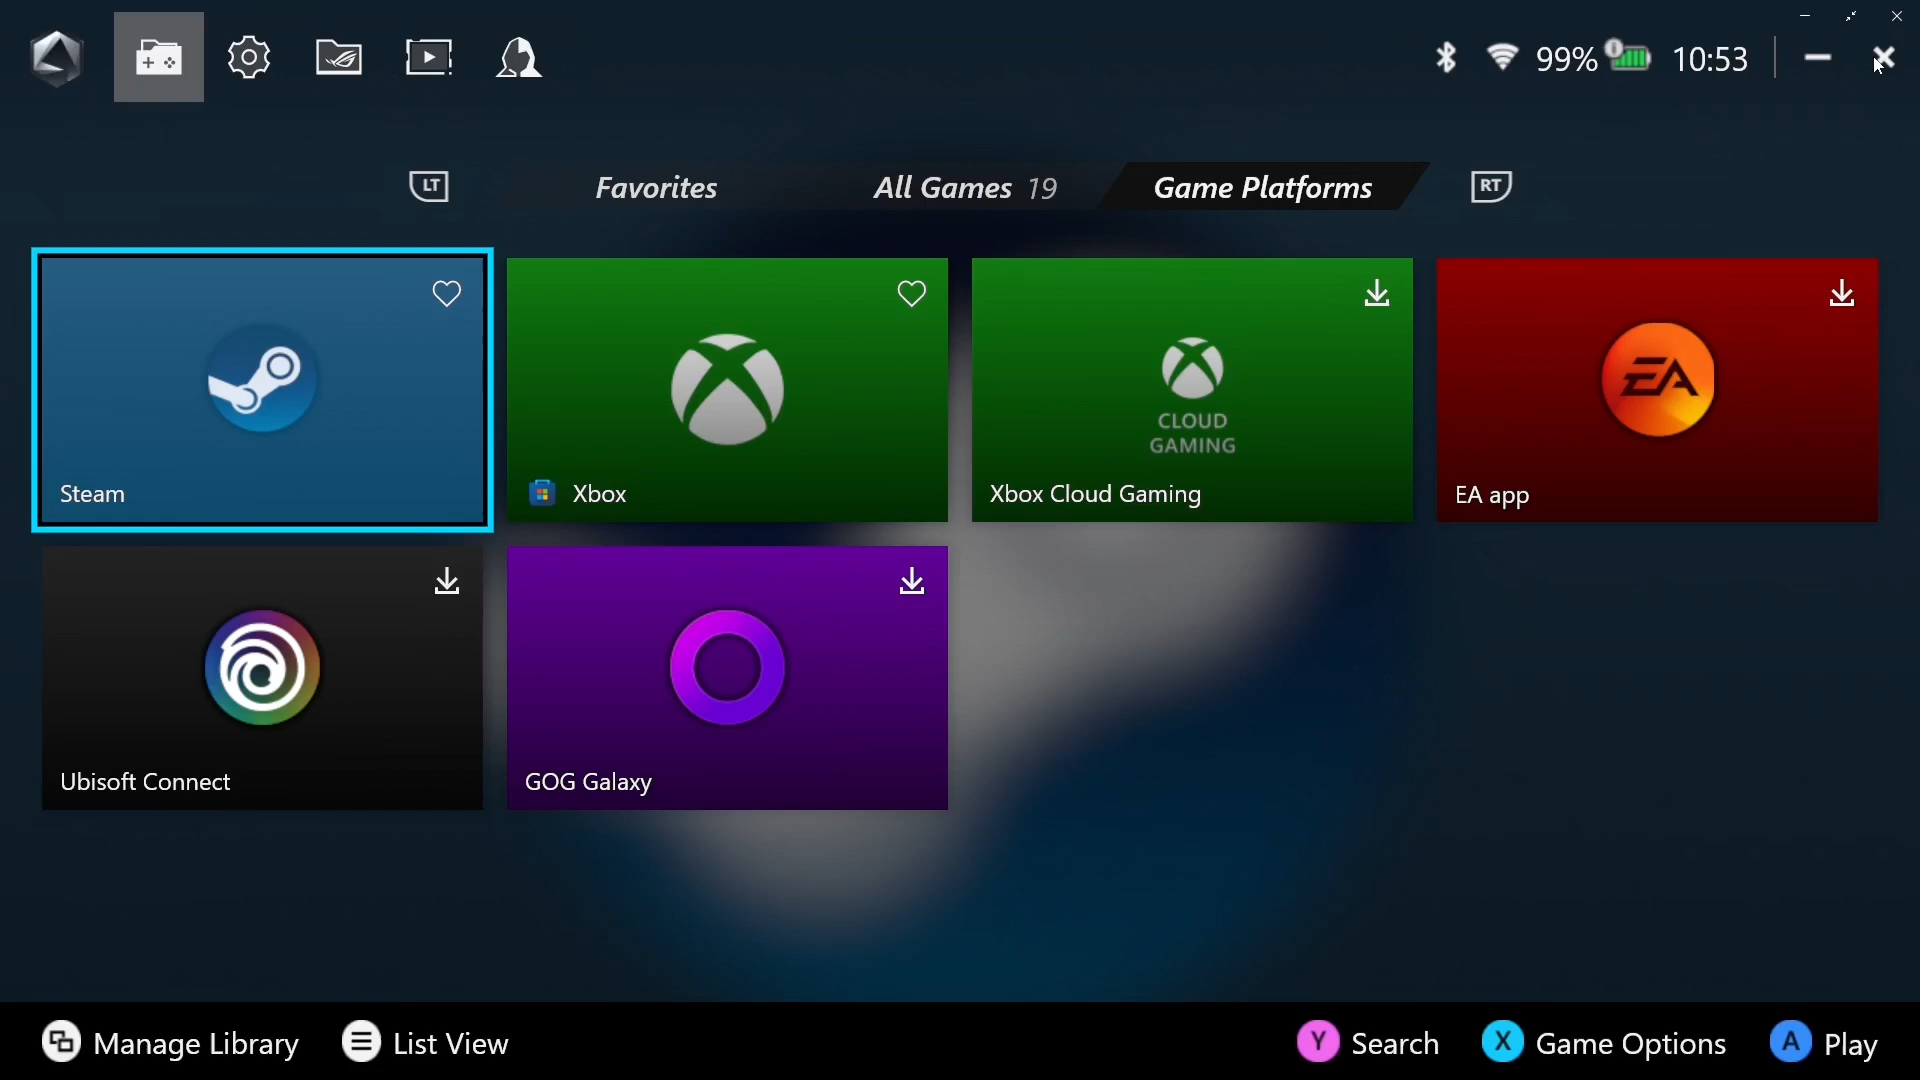 99%
10:53
LT
Favorites
All Games 19
Game Platforms
RT
Steam
Xbox
CLOUD
GAMING
Xbox Cloud Gaming
EA
EA app
Ubisoft Connect
GOG Galaxy
Manage Library
List View
Y Search
X Game Options
A Play